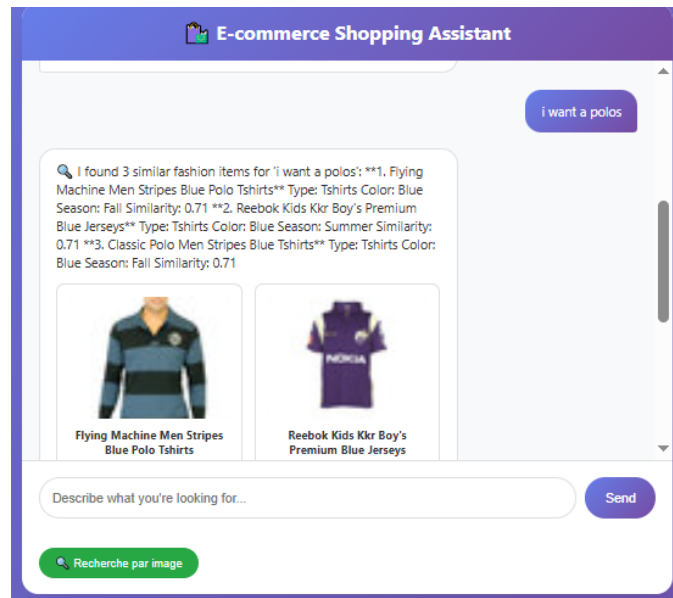 E-commerce Shopping Assistant
i want a polos
🔍 I found 3 similar fashion items for 'i want a polos': **1. Flying
Machine Men Stripes Blue Polo Tshirts** Type: Tshirts Color: Blue
Season: Fall Similarity: 0.71 **2. Reebok Kids Kkr Boy's Premium
Blue Jerseys** Type: Tshirts Color: Blue Season: Summer Similarity:
0.71 **3. Classic Polo Men Stripes Blue Tshirts** Type: Tshirts Color:
Blue Season: Fall Similarity: 0.71
NOKIA
Flying Machine Men Stripes
Blue Polo Tshirts
Reebok Kids Kkr Boy's
Premium Blue Jerseys
Describe what you're looking for...
Send
🔍 Recherche par image